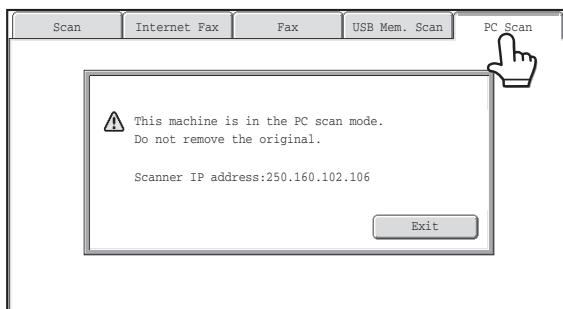 Scan Internet Fax Fax USB Mem. Scan PC Scan
This machine is in the PC scan mode.
Do not remove the original.
Scanner IP address:250.160.102.106
Exit